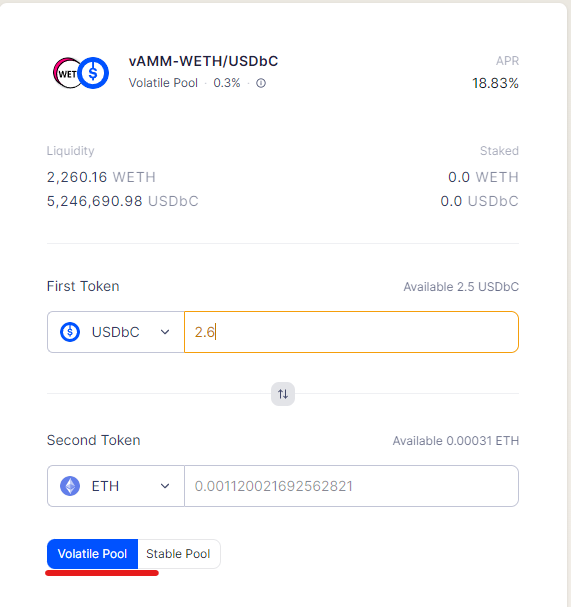 WET
vAMM-WETH/USDbC
Volatile Pool · 0.3% ·
APR
18.83%
Liquidity
Staked
2,260.16 WETH
0.0 WETH
5,246,690.98 USDbC
0.0 USDbC
First Token
Available 2.5 USDbC
USDbC
2.6
Second Token
Available 0.00031 ETH
ETH
0.001120021692562821
Volatile Pool
Stable Pool